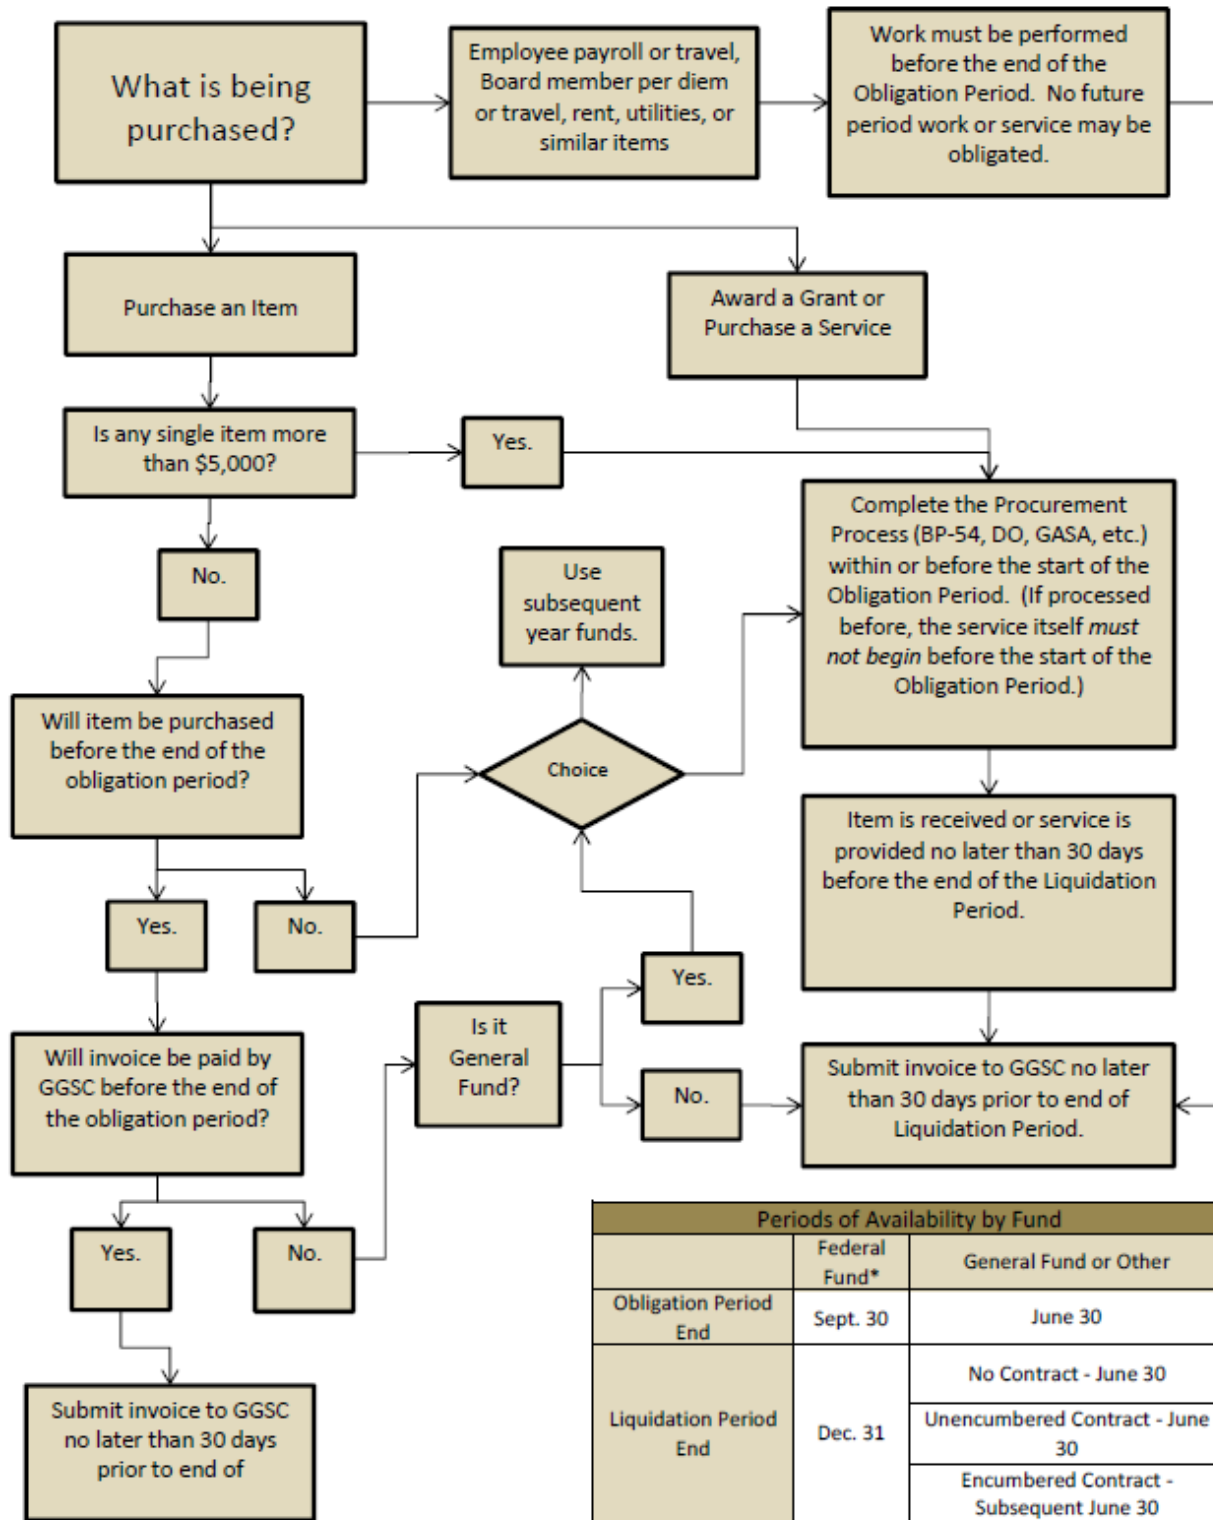 What is being
purchased?
Employee payroll or travel,
Board member per diem
or travel, rent, utilities, or
similar items
Work must be performed
before the end of the
Obligation Period.  No future
period work or service may be
obligated.
Purchase an Item
Award a Grant or
Purchase a Service
Is any single item more
than $5,000?
Yes.
No.
Use
subsequent
year funds.
Complete the Procurement
Process (BP-54, DO, GASA, etc.)
within or before the start of the
Obligation Period.  (If processed
before, the service itself must
not begin before the start of the
Obligation Period.)
Will item be purchased
before the end of the
obligation period?
Choice
Item is received or service is
provided no later than 30 days
before the end of the Liquidation
Period.
Yes.
No.
Will invoice be paid by
GGSC before the end of
the obligation period?
Is it
General
Fund?
Yes.
No.
Submit invoice to GGSC no later
than 30 days prior to end of
Liquidation Period.
Yes.
No.
Submit invoice to GGSC
no later than 30 days
prior to end of
Periods of Availability by Fund
Federal
Fund*
General Fund or Other
Obligation Period
End
Sept. 30
June 30
Liquidation Period
End
Dec. 31
No Contract - June 30
Unencumbered Contract - June
30
Encumbered Contract -
Subsequent June 30